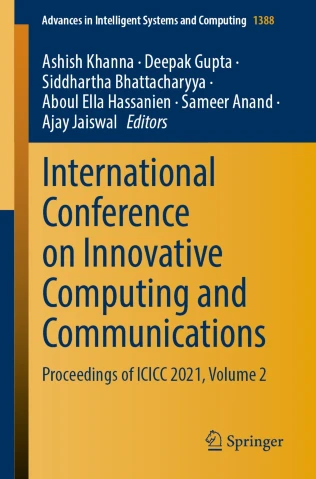 Advances in Intelligent Systems and Computing 1388
Ashish Khanna · Deepak Gupta ·
Siddhartha Bhattacharyya ·
Aboul Ella Hassanien · Sameer Anand ·
Ajay Jaiswal Editors
International
Conference
on Innovative
Computing and
Communications
Proceedings of ICICC 2021, Volume 2
Springer